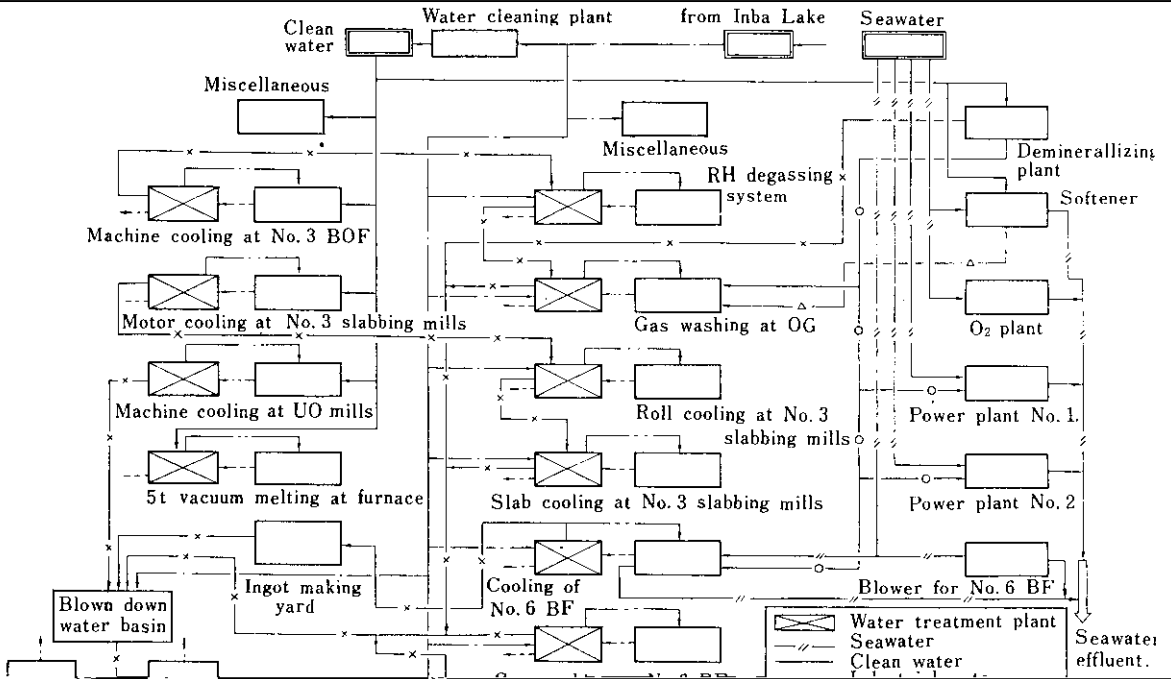 Water cleaning plant
from Inba Lake
Seawater
Clean
water
Miscellaneous
Miscellaneous
Deminerallizing
plant
RH degassing
system
Softener
Machine cooling at No. 3 BOF
Motor cooling at No. 3 slabbing mills
Gas washing at OG
O₂ plant
Machine cooling at UO mills
Roll cooling at No. 3
slabbing mills
Power plant No. 1.
5t vacuum melting at furnace
Slab cooling at No. 3 slabbing mills
Power plant No. 2
Ingot making
yard
Cooling of
No. 6 BF
Blower for No. 6 BF
Blown down
water basin
Water treatment plant
Seawater
Clean water
Seawater
effluent.